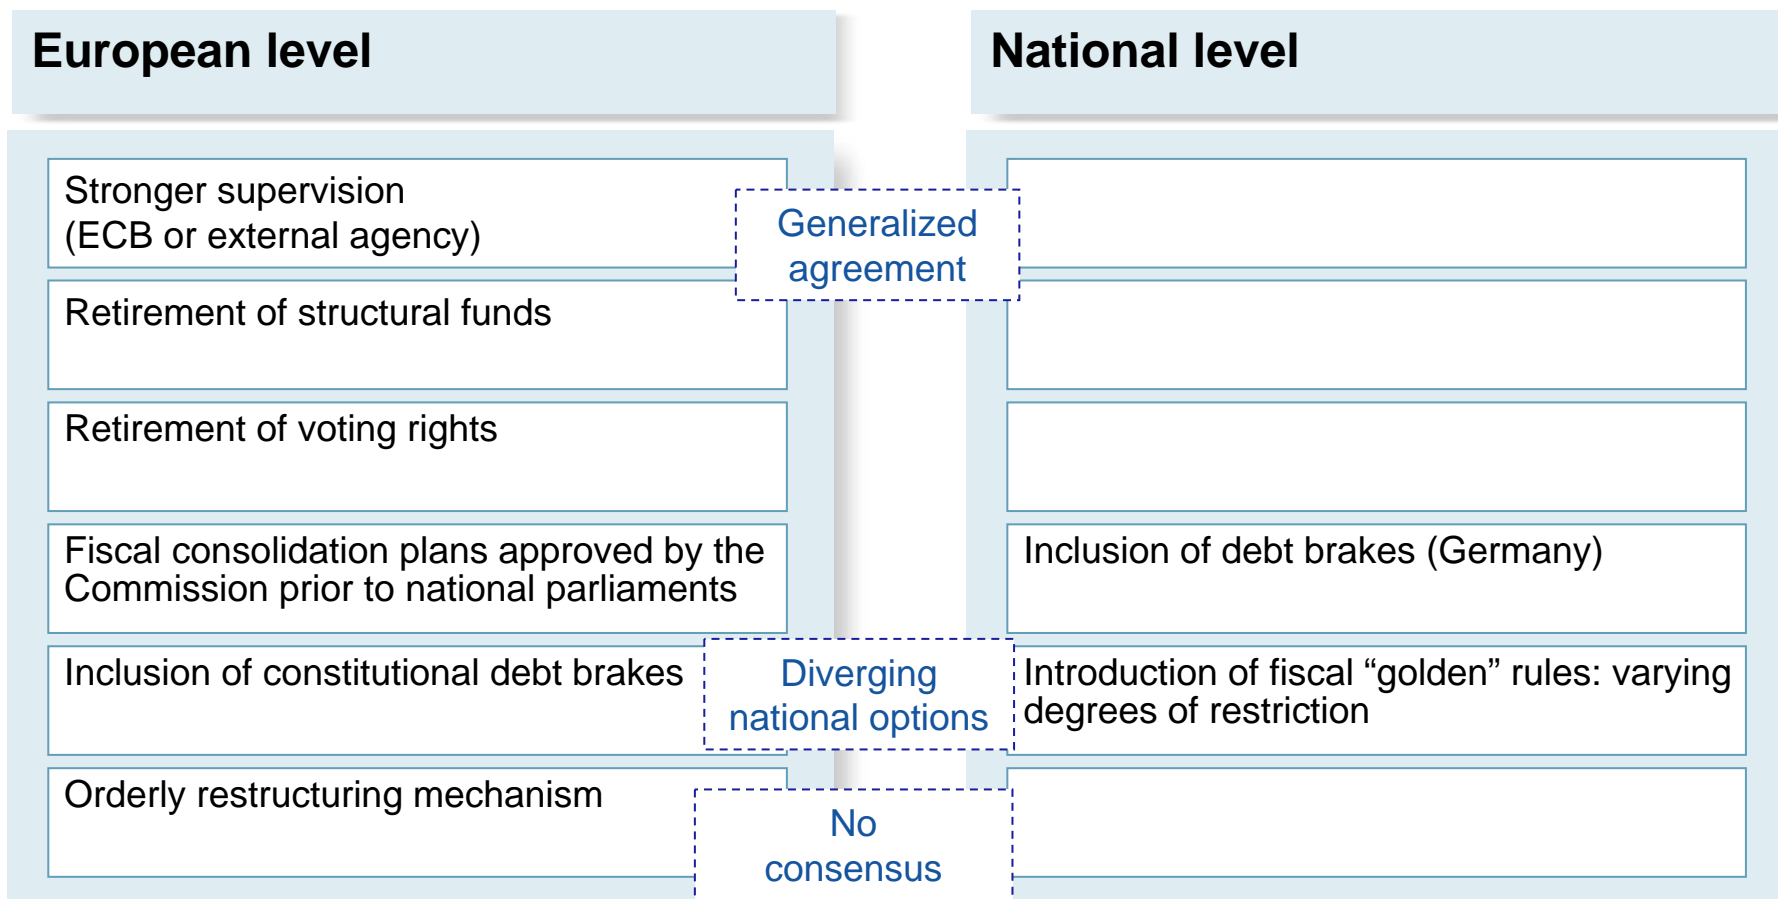 European level
National level
Stronger supervision
(ECB or external agency)
Generalized
agreement
Retirement of structural funds
Retirement of voting rights
Fiscal consolidation plans approved by the
Commission prior to national parliaments
Inclusion of debt brakes (Germany)
Inclusion of constitutional debt brakes
Diverging
national options
Introduction of fiscal “golden” rules: varying
degrees of restriction
Orderly restructuring mechanism
No
consensus